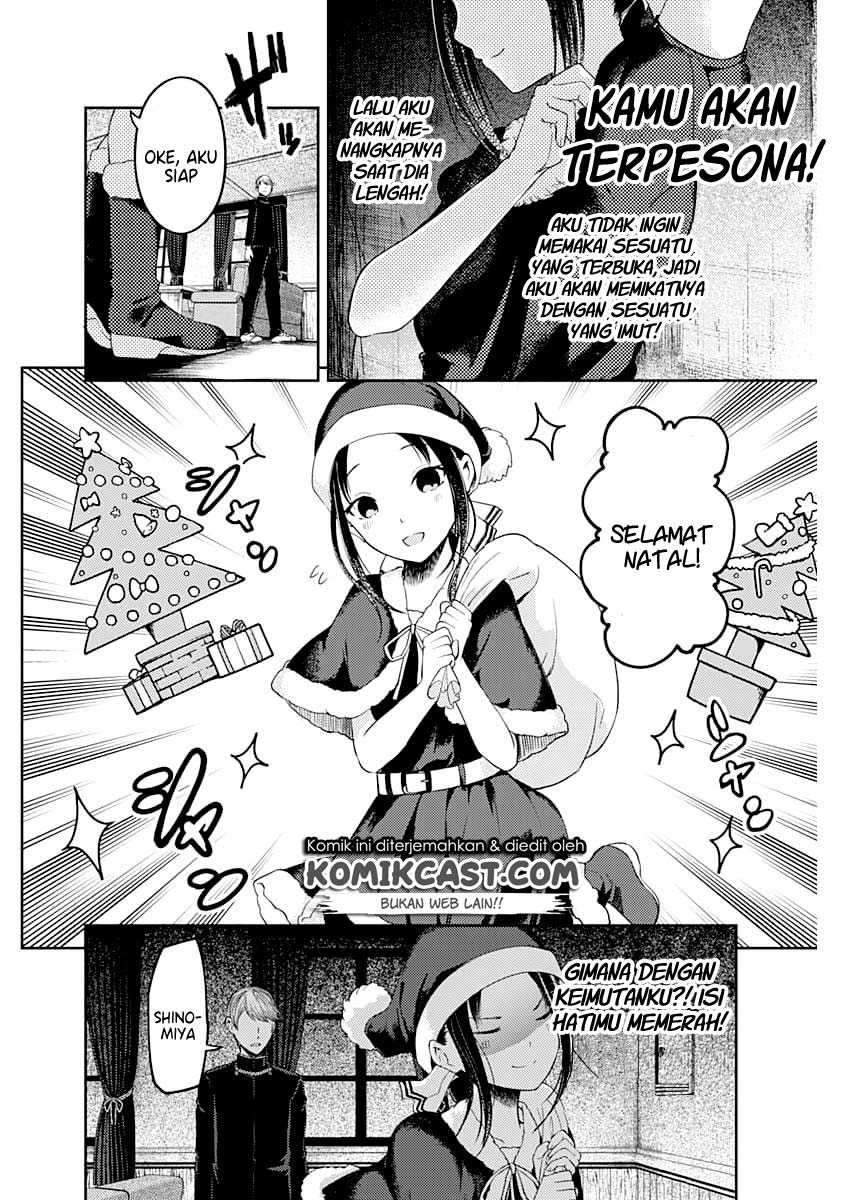 KAMU AKAN
TERPESONA!
LALU AKU
AKAN ME-
NANGKAPNYA
SAAT DIA
LENGAH!
AKU TIDAK INGIN
MEMAKAI SESUATU
YANG TERBUKA, JADI
AKU AKAN MEMIKATNYA
DENGAN SESUATU
YANG IMUT!
OKE, AKU
SIAP
SELAMAT
NATAL!
Komik ini diterjemahkan & diedit oleh
KOMIKCAST.COM
BUKAN WEB LAIN!!
GIMANA DENGAN
KEIMUTANKU?! ISI
HATIMU MEMERAH!
SHINO-
MIYA